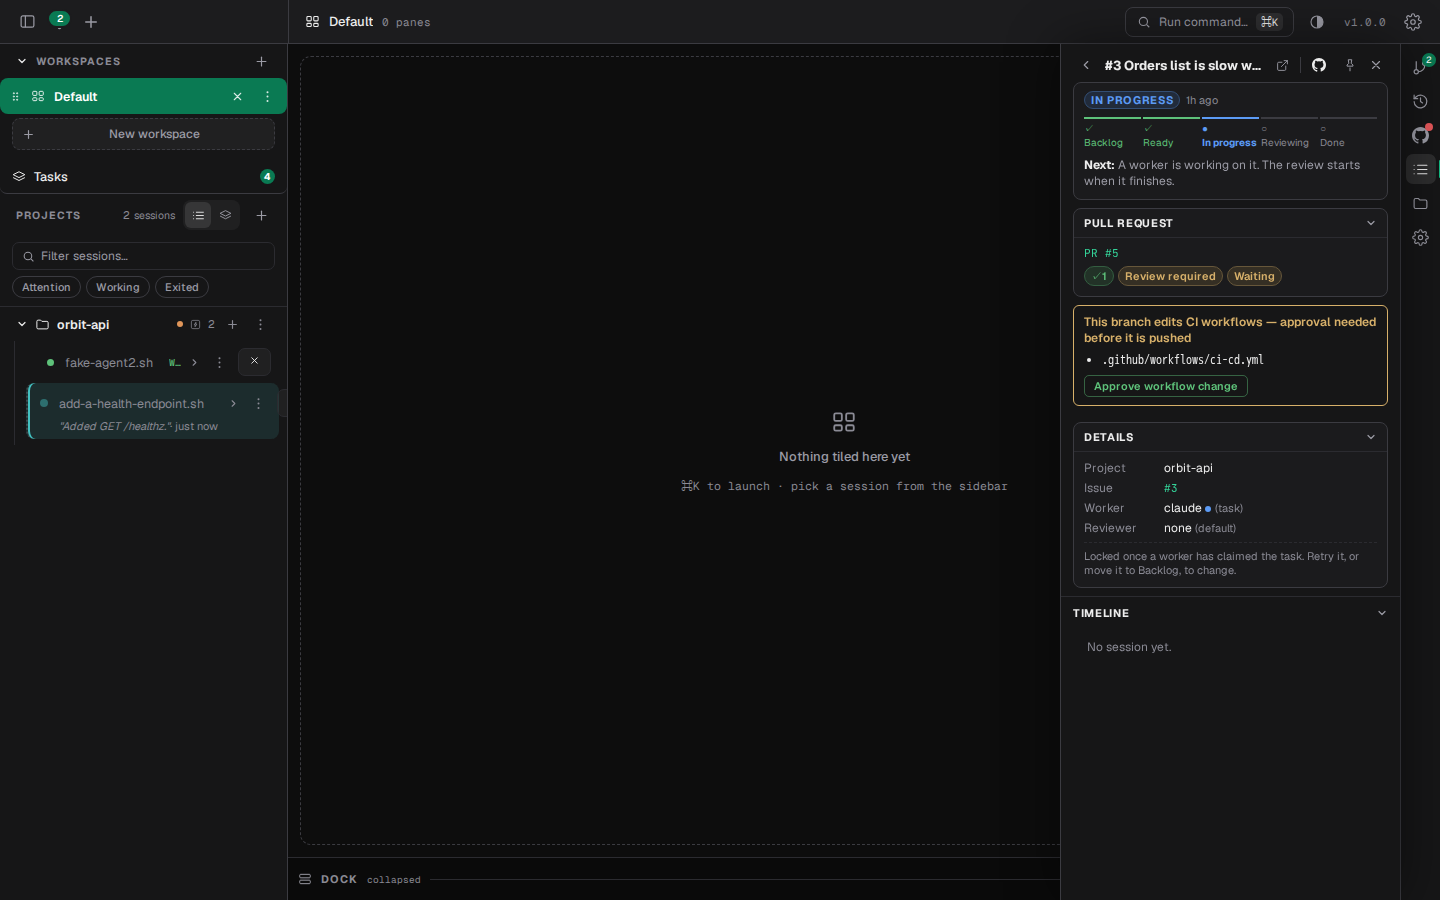 2
Default 0 panes
Run command... ⌘K
v1.0.0
WORKSPACES
Default
New workspace
Tasks 4
PROJECTS 2 sessions
Filter sessions...
Attention Working Exited
orbit-api 2
fake-agent2.sh W...
add-a-health-endpoint.sh
"Added GET /healthz." · just now
Nothing tiled here yet
⌘K to launch · pick a session from the sidebar
DOCK collapsed
#3 Orders list is slow w...
IN PROGRESS 1h ago
Backlog Ready In progress Reviewing Done
Next: A worker is working on it. The review starts
when it finishes.
PULL REQUEST
PR #5
✓1 Review required Waiting
This branch edits CI workflows — approval needed
before it is pushed
• .github/workflows/ci-cd.yml
Approve workflow change
DETAILS
Project orbit-api
Issue #3
Worker claude (task)
Reviewer none (default)
Locked once a worker has claimed the task. Retry it, or
move it to Backlog, to change.
TIMELINE
No session yet.
2